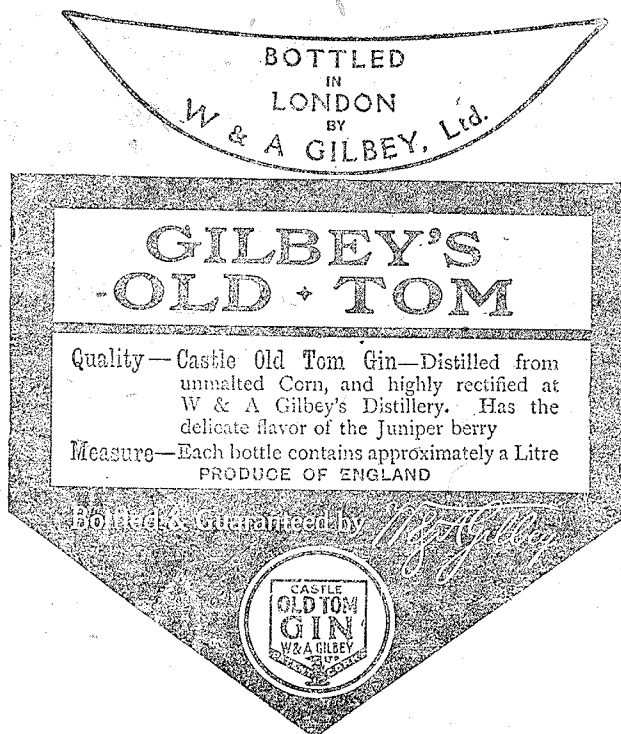 BOTTLED
IN
LONDON
BY
W & A GILBEY, Ltd.
GILBEY'S
OLD TOM
Quality — Castle Old Tom Gin—Distilled from
unmalted Corn, and highly rectified at
W & A Gilbey's Distillery. Has the
delicate flavor of the Juniper berry
Measure—Each bottle contains approximately a Litre
PRODUCE OF ENGLAND
Bottled & Guaranteed by W & A Gilbey
CASTLE
OLD TOM
GIN
W & A GILBEY
LTD